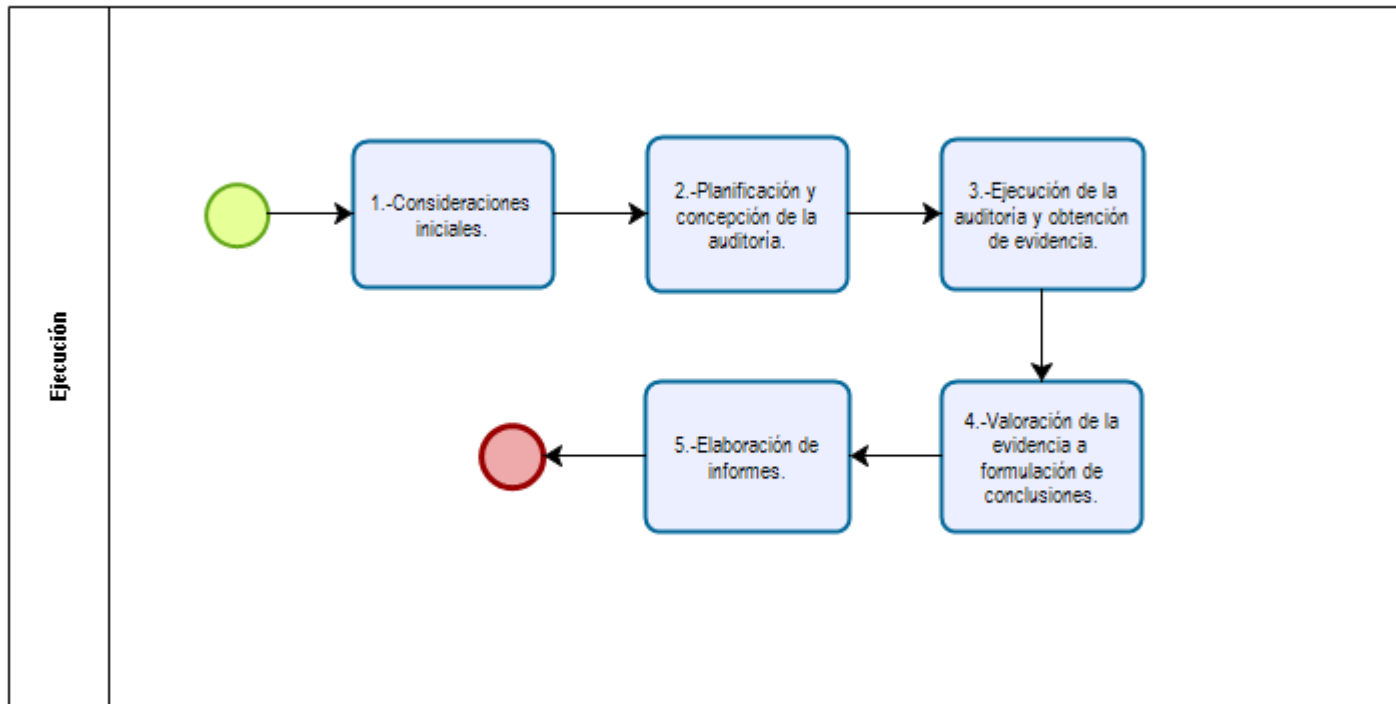 Ejecución
1.-Consideraciones
iniciales.
2.-Planificación y
concepción de la
auditoría.
3.-Ejecución de la
auditoría y obtención
de evidencia.
4.-Valoración de la
evidencia a
formulación de
conclusiones.
5.-Elaboración de
informes.